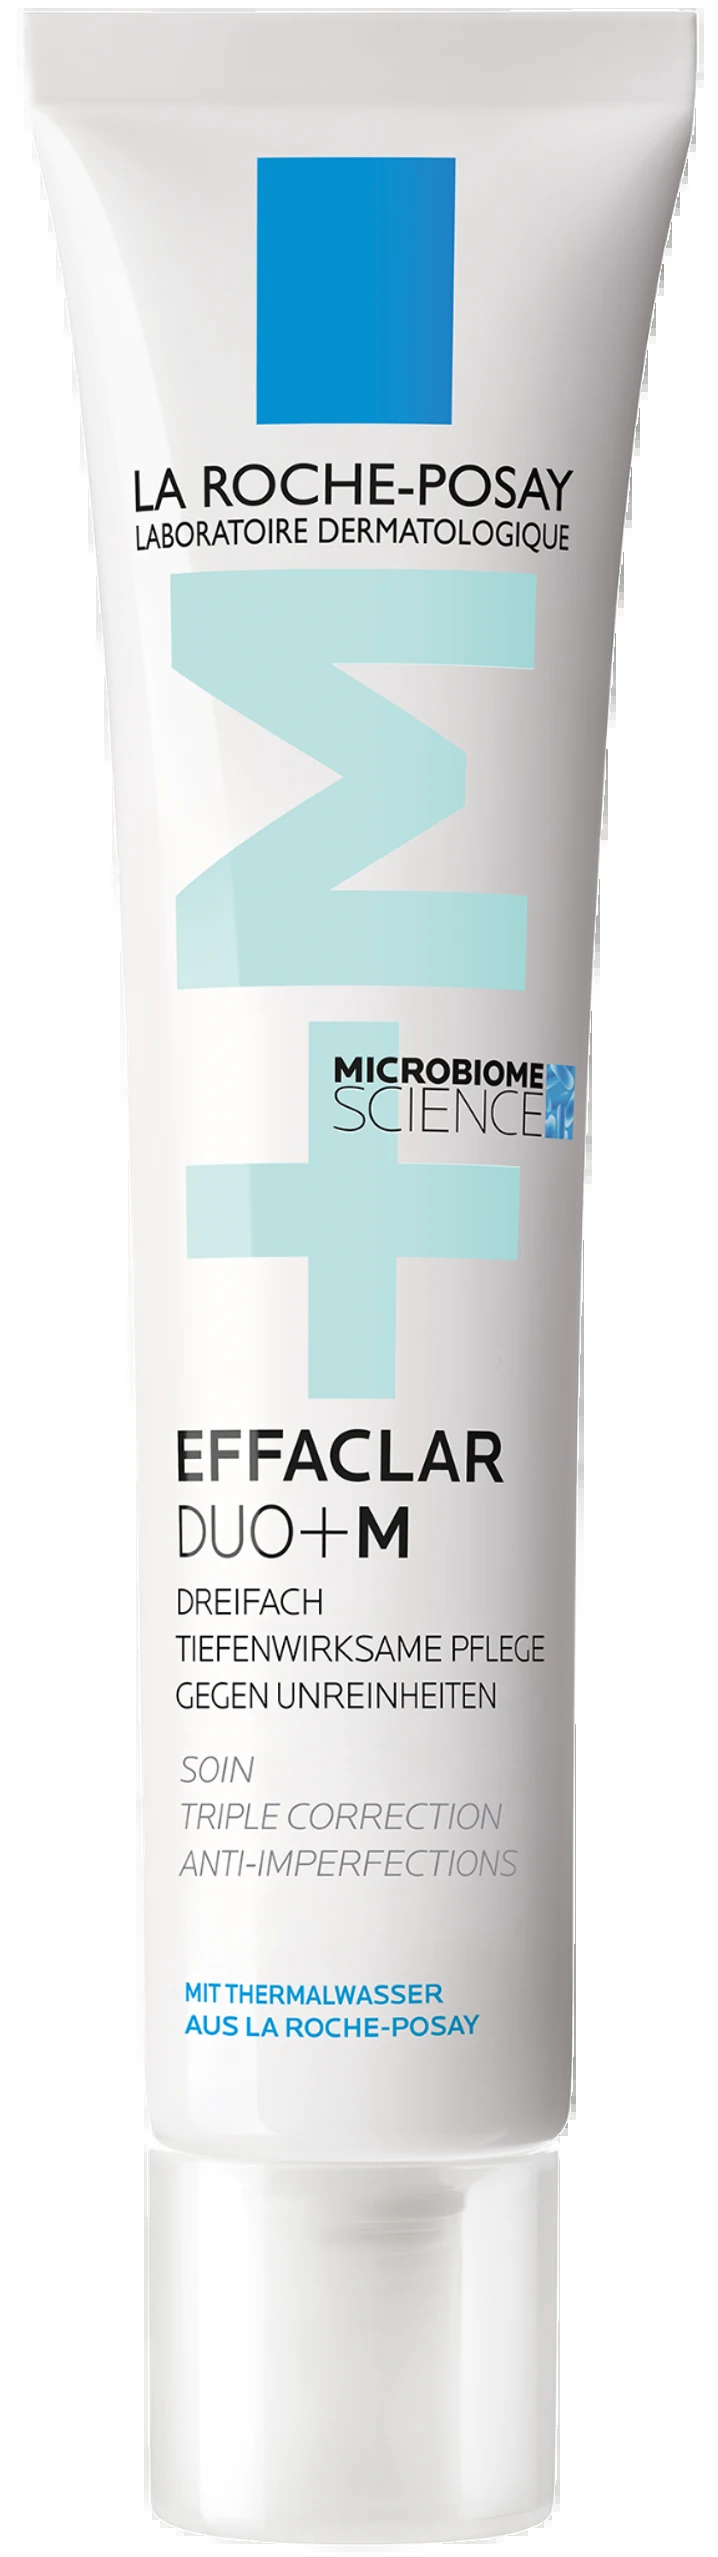 LA ROCHE-POSAY
LABORATOIRE DERMATOLOGIQUE
M
+
MICROBIOME
SCIENCE
EFFACLAR
DUO+M
DREIFACH
TIEFENWIRKSAME PFLEGE
GEGEN UNREINHEITEN
SOIN
TRIPLE CORRECTION
ANTI-IMPERFECTIONS
MIT THERMALWASSER
AUS LA ROCHE-POSAY